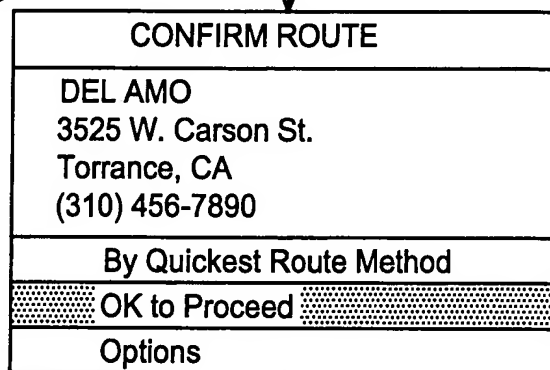 CONFIRM ROUTE
DEL AMO
3525 W. Carson St.
Torrance, CA
(310) 456-7890
By Quickest Route Method
OK to Proceed
Options